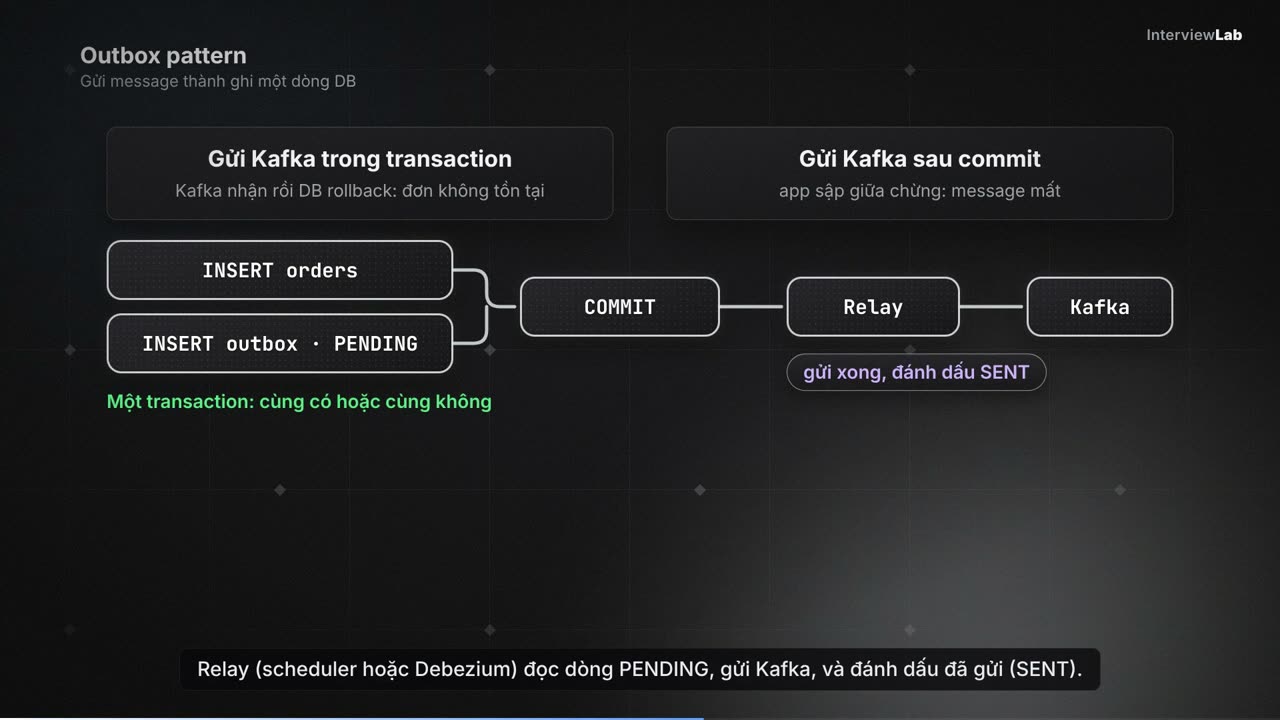 InterviewLab
Outbox pattern
Gửi message thành ghi một dòng DB
Gửi Kafka trong transaction
Kafka nhận rồi DB rollback: đơn không tồn tại
Gửi Kafka sau commit
app sập giữa chừng: message mất
INSERT orders
INSERT outbox · PENDING
COMMIT
Relay
Kafka
gửi xong, đánh dấu SENT
Một transaction: cùng có hoặc cùng không
Relay (scheduler hoặc Debezium) đọc dòng PENDING, gửi Kafka, và đánh dấu đã gửi (SENT).